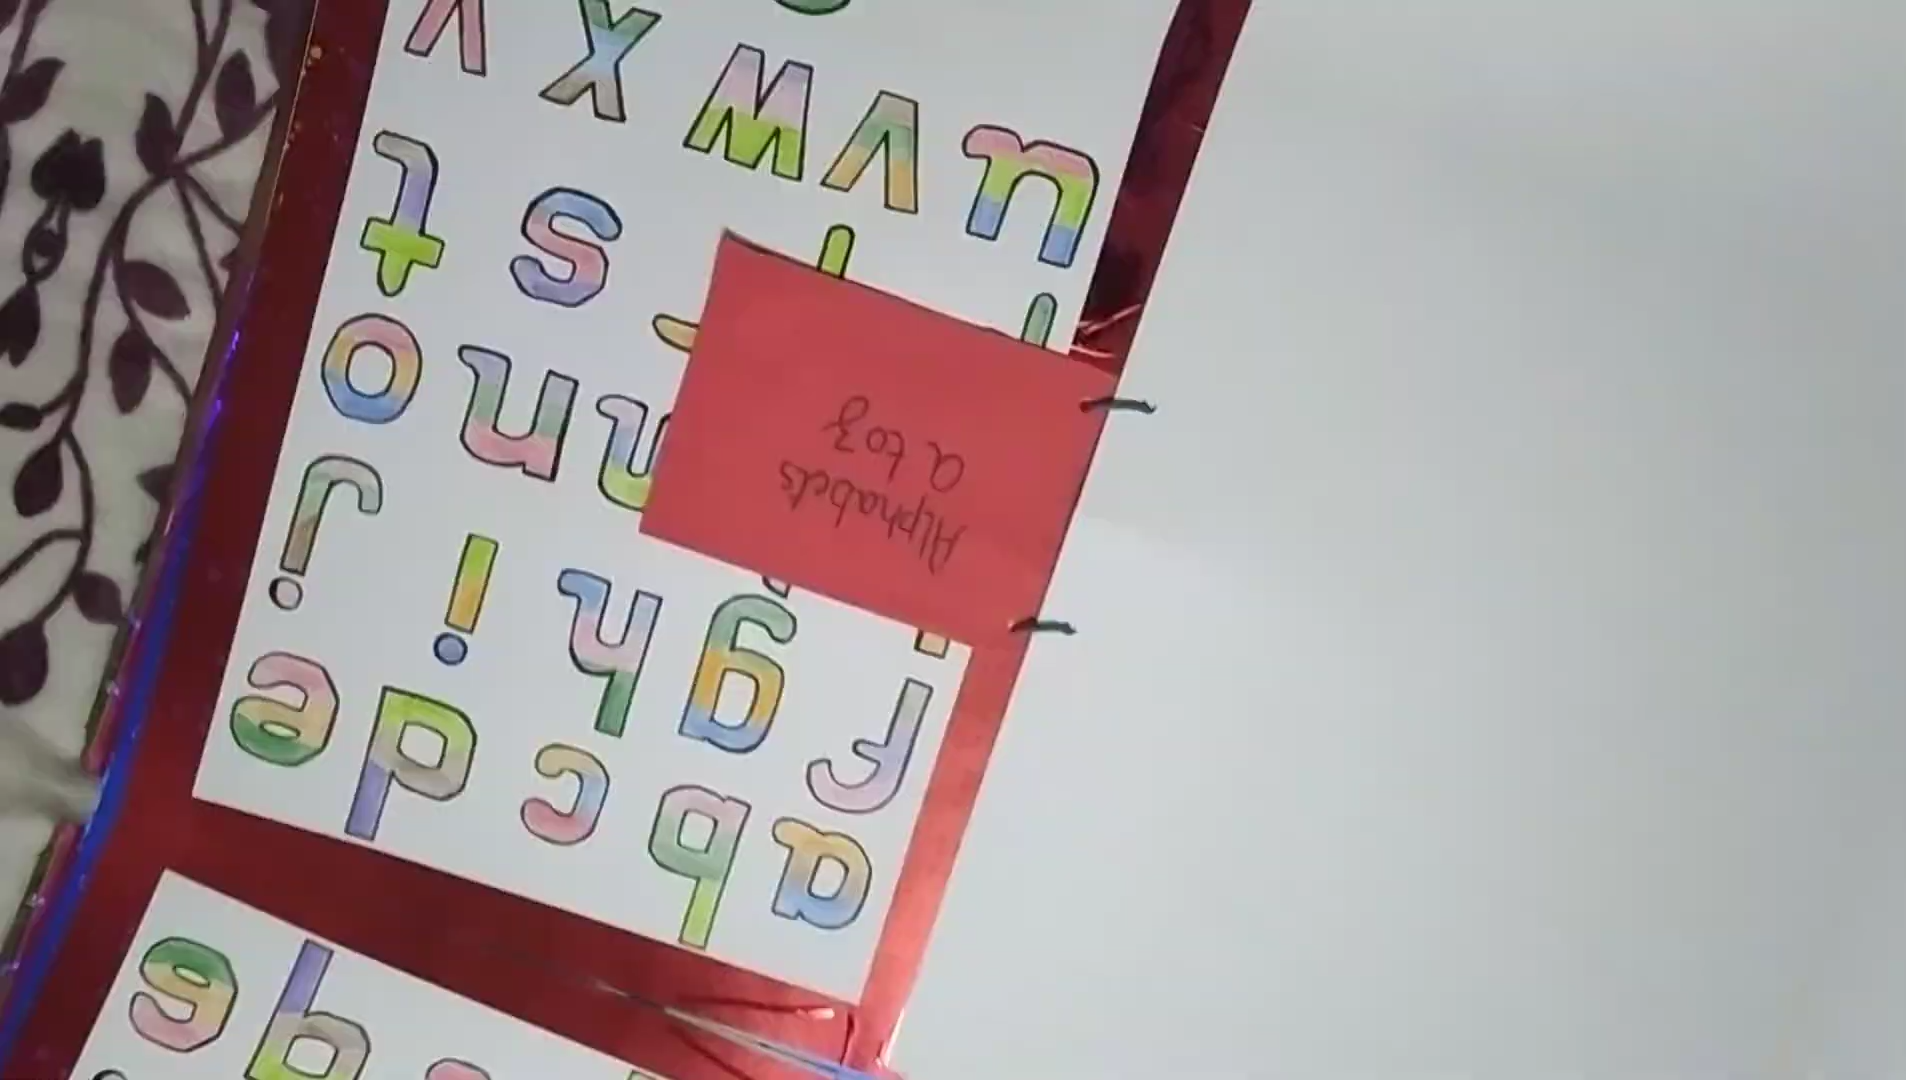 Alphabets
a to z
a b c d e
f g h i j
n o
s t
u v w x y